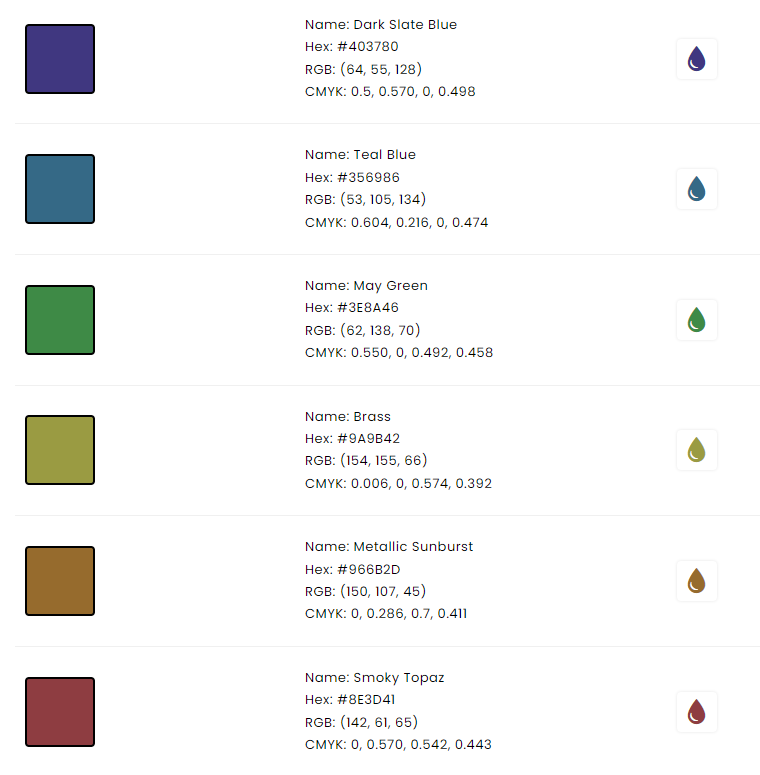 Name: Dark Slate Blue
Hex: #403780
RGB: (64, 55, 128)
CMYK: 0.5, 0.570, 0, 0.498
Name: Teal Blue
Hex: #356986
RGB: (53, 105, 134)
CMYK: 0.604, 0.216, 0, 0.474
Name: May Green
Hex: #3E8A46
RGB: (62, 138, 70)
CMYK: 0.550, 0, 0.492, 0.458
Name: Brass
Hex: #9A9B42
RGB: (154, 155, 66)
CMYK: 0.006, 0, 0.574, 0.392
Name: Metallic Sunburst
Hex: #966B2D
RGB: (150, 107, 45)
CMYK: 0, 0.286, 0.7, 0.411
Name: Smoky Topaz
Hex: #8E3D41
RGB: (142, 61, 65)
CMYK: 0, 0.570, 0.542, 0.443